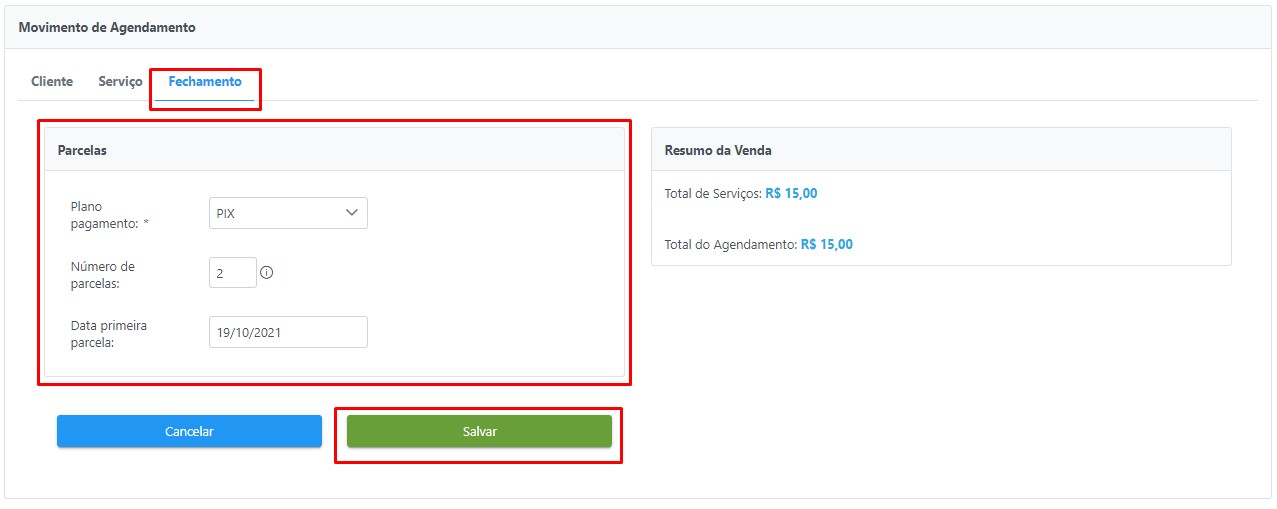 Movimento de Agendamento
Cliente Serviço Fechamento
Parcelas
Plano
pagamento: *
PIX
Número de
parcelas:
2
Data primeira
parcela:
19/10/2021
Cancelar
Salvar
Resumo da Venda
Total de Serviços: R$ 15,00
Total do Agendamento: R$ 15,00